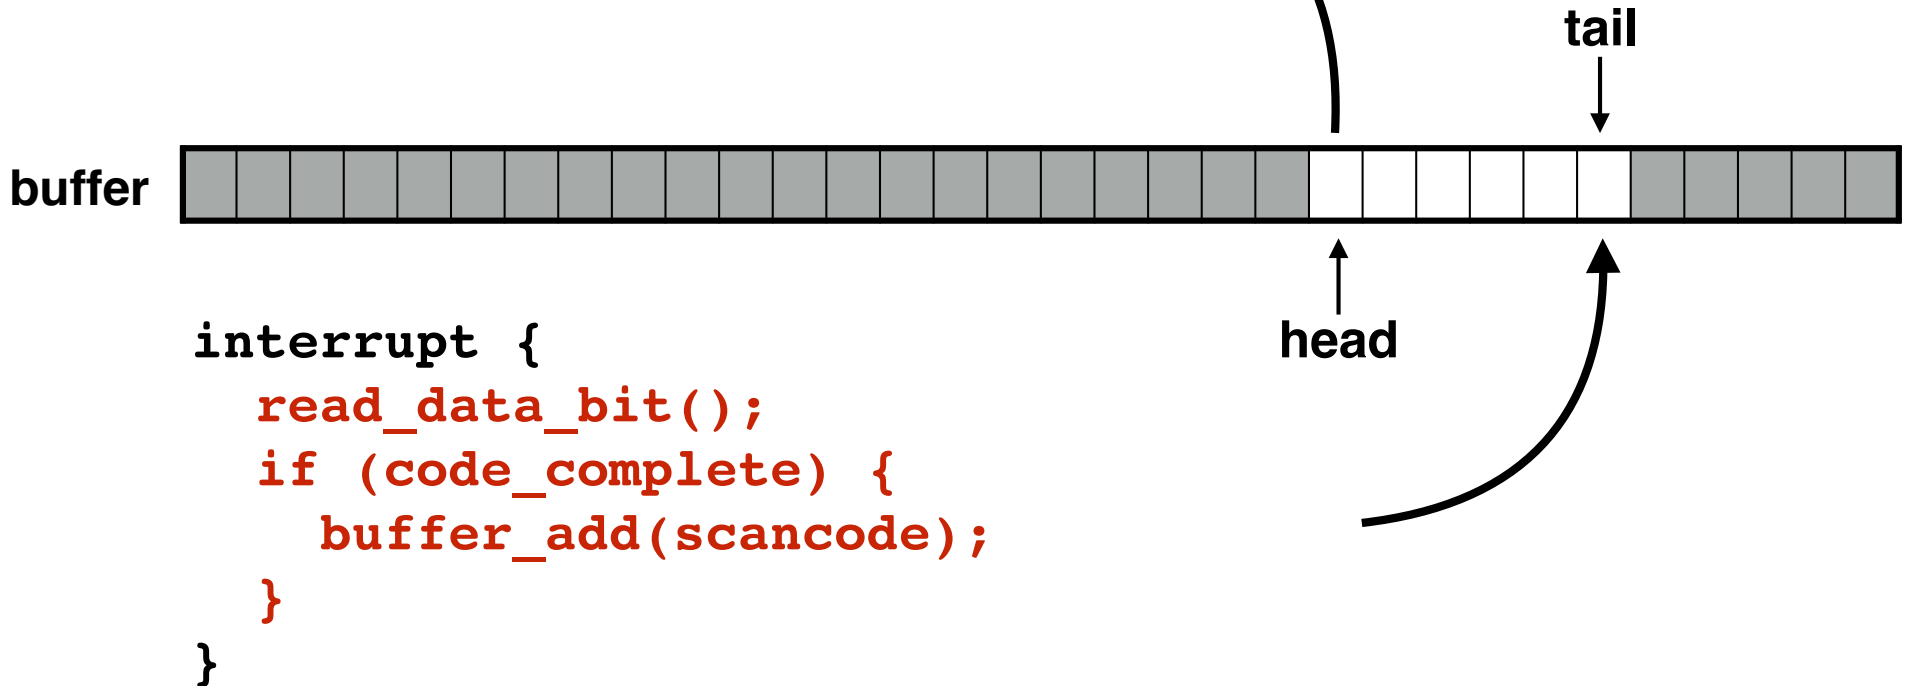 tail
buffer
head
interrupt {
  read_data_bit();
  if (code_complete) {
    buffer_add(scancode);
  }
}